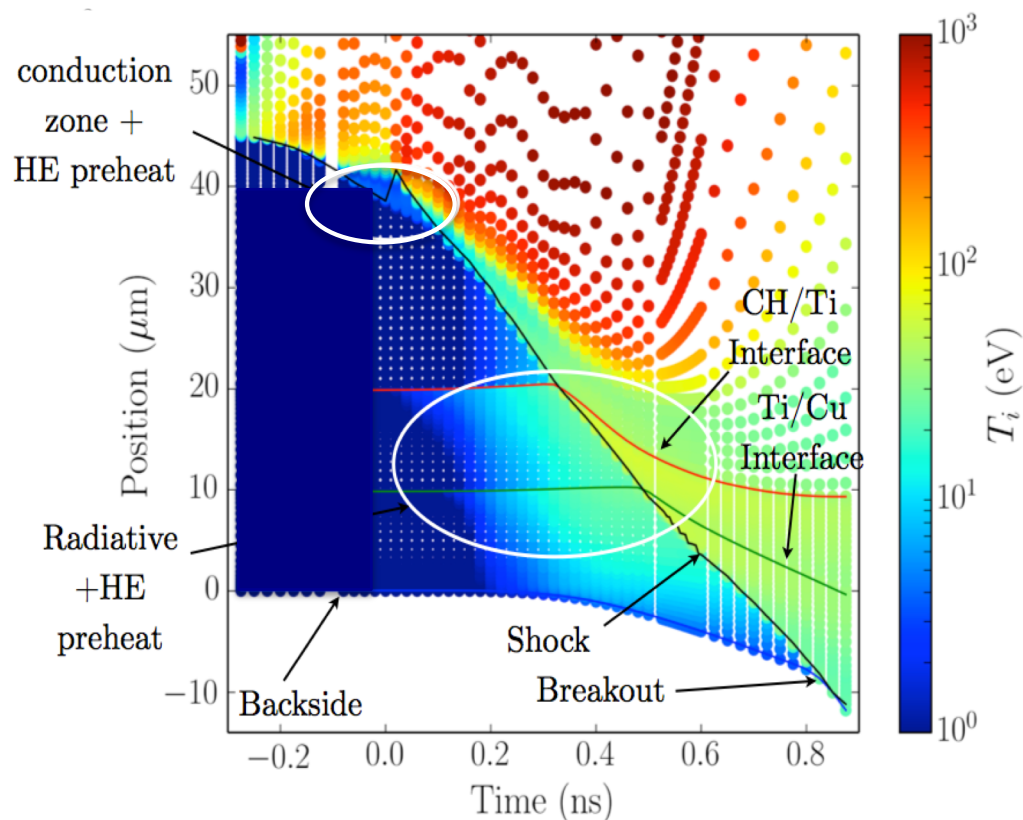 conduction
zone +
HE preheat
Radiative
+HE
preheat
Backside
Shock
Breakout
CH/Ti
Interface
Ti/Cu
Interface
50
40
30
20
10
0
−10
Position (μm)
−0.2 0.0 0.2 0.4 0.6 0.8
Time (ns)
10³
10²
10¹
10⁰
Tᵢ (eV)